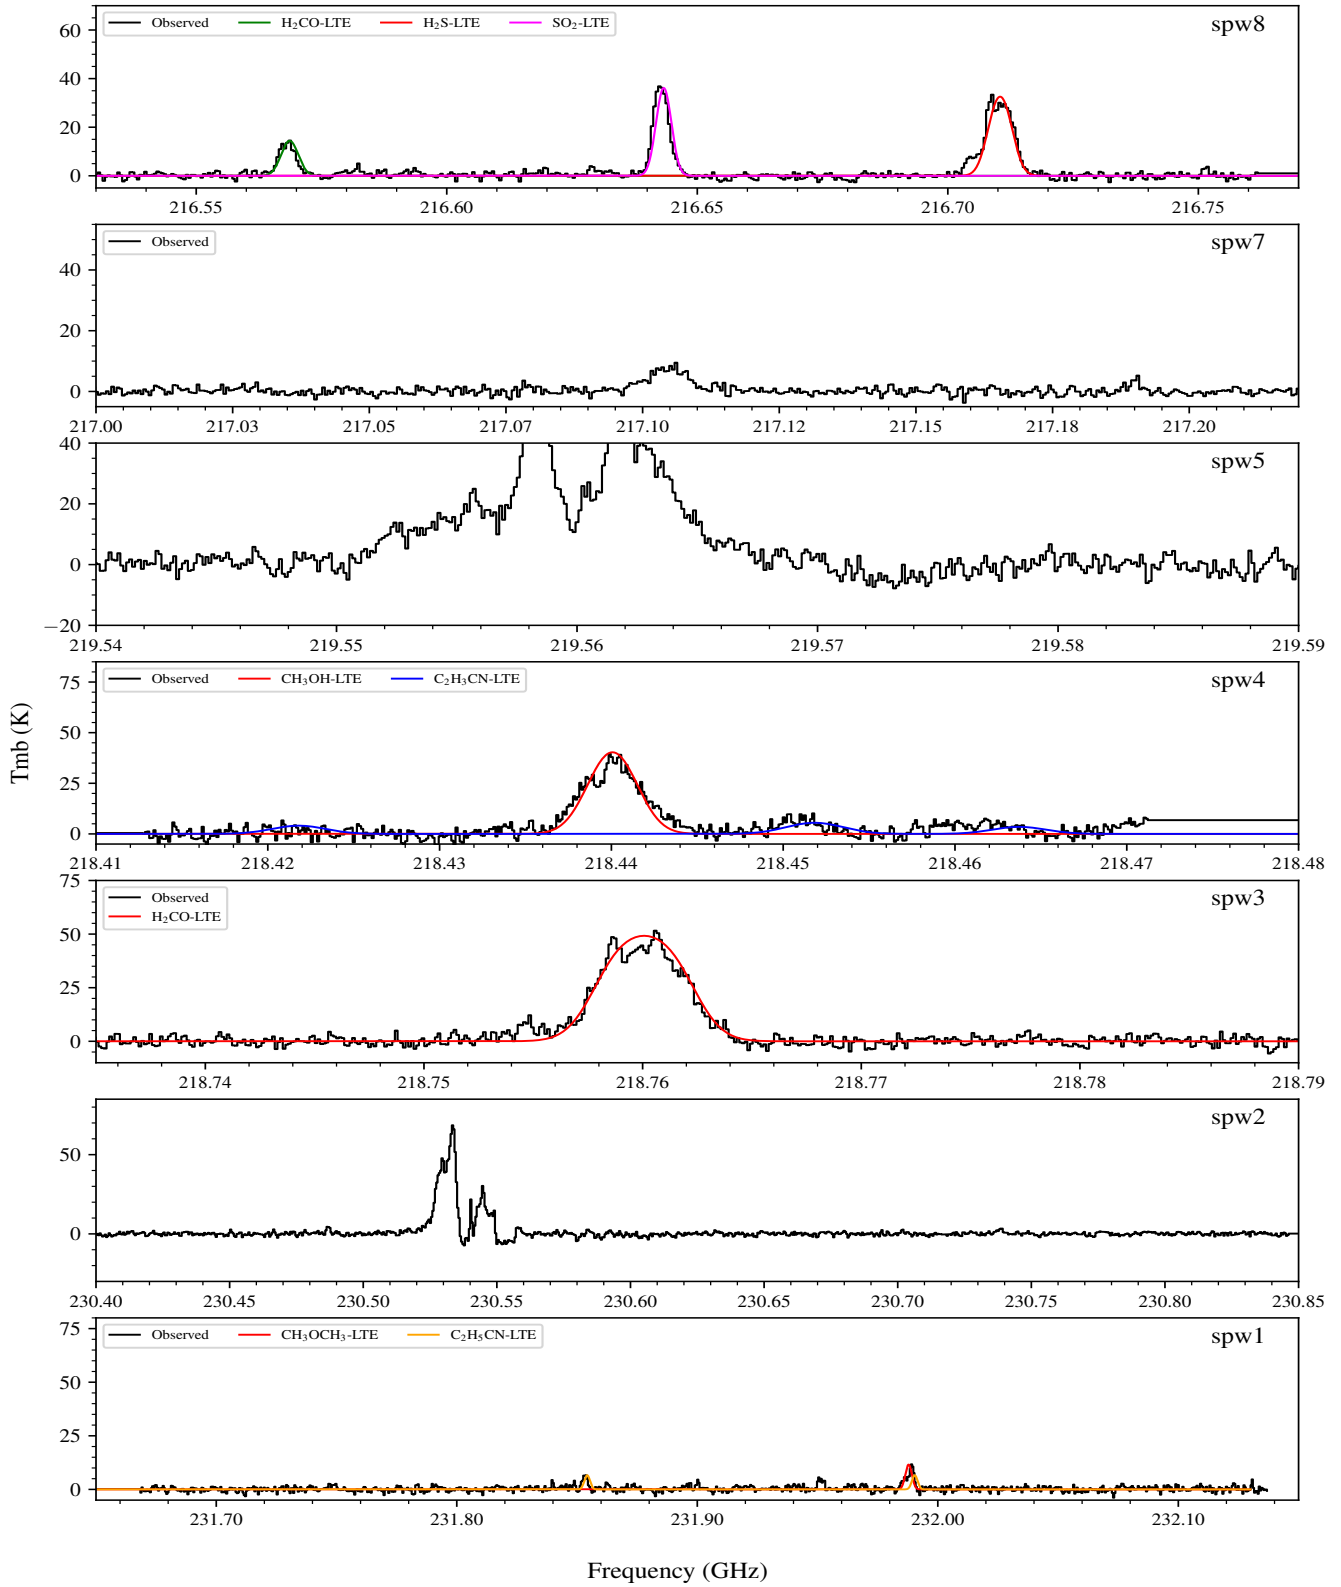 Observed H₂CO-LTE H₂S-LTE SO₂-LTE
spw8
60
40
20
0
216.55 216.60 216.65 216.70 216.75
Observed
spw7
40
20
0
217.00 217.03 217.05 217.07 217.10 217.12 217.15 217.18 217.20
spw5
40
20
0
−20
219.54 219.55 219.56 219.57 219.58 219.59
Observed CH₃OH-LTE C₂H₃CN-LTE
spw4
75
50
25
0
218.41 218.42 218.43 218.44 218.45 218.46 218.47 218.48
Tmb (K)
Observed
H₂CO-LTE
spw3
75
50
25
0
218.74 218.75 218.76 218.77 218.78 218.79
spw2
50
0
230.40 230.45 230.50 230.55 230.60 230.65 230.70 230.75 230.80 230.85
Observed CH₃OCH₃-LTE C₂H₅CN-LTE
spw1
75
50
25
0
231.70 231.80 231.90 232.00 232.10
Frequency (GHz)